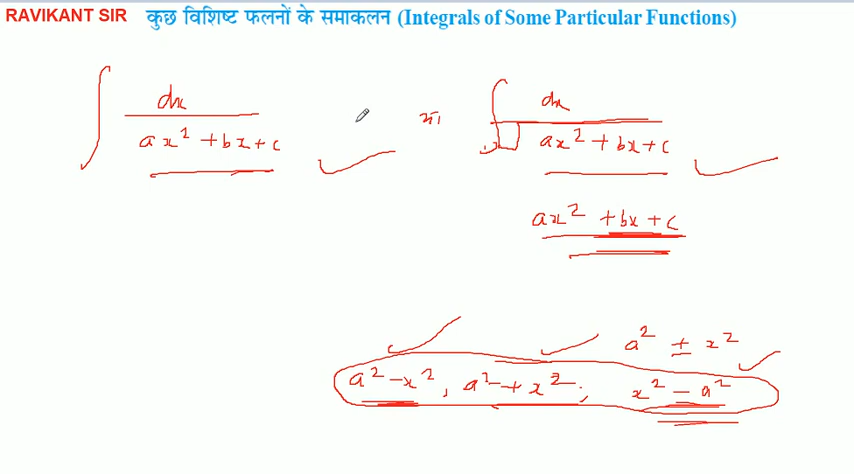 RAVIKANT SIR कुछ विशिष्ट फलनों के समाकलन (Integrals of Some Particular Functions)
∫ dx / (ax² + bx + c) या ∫ dx / √(ax² + bx + c)
ax² + bx + c
a² ± x²
a² - x², a² + x², x² - a²